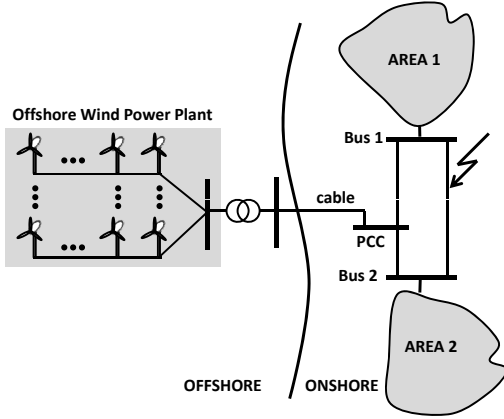 AREA 1
Offshore Wind Power Plant
Bus 1
cable
PCC
Bus 2
AREA 2
OFFSHORE
ONSHORE